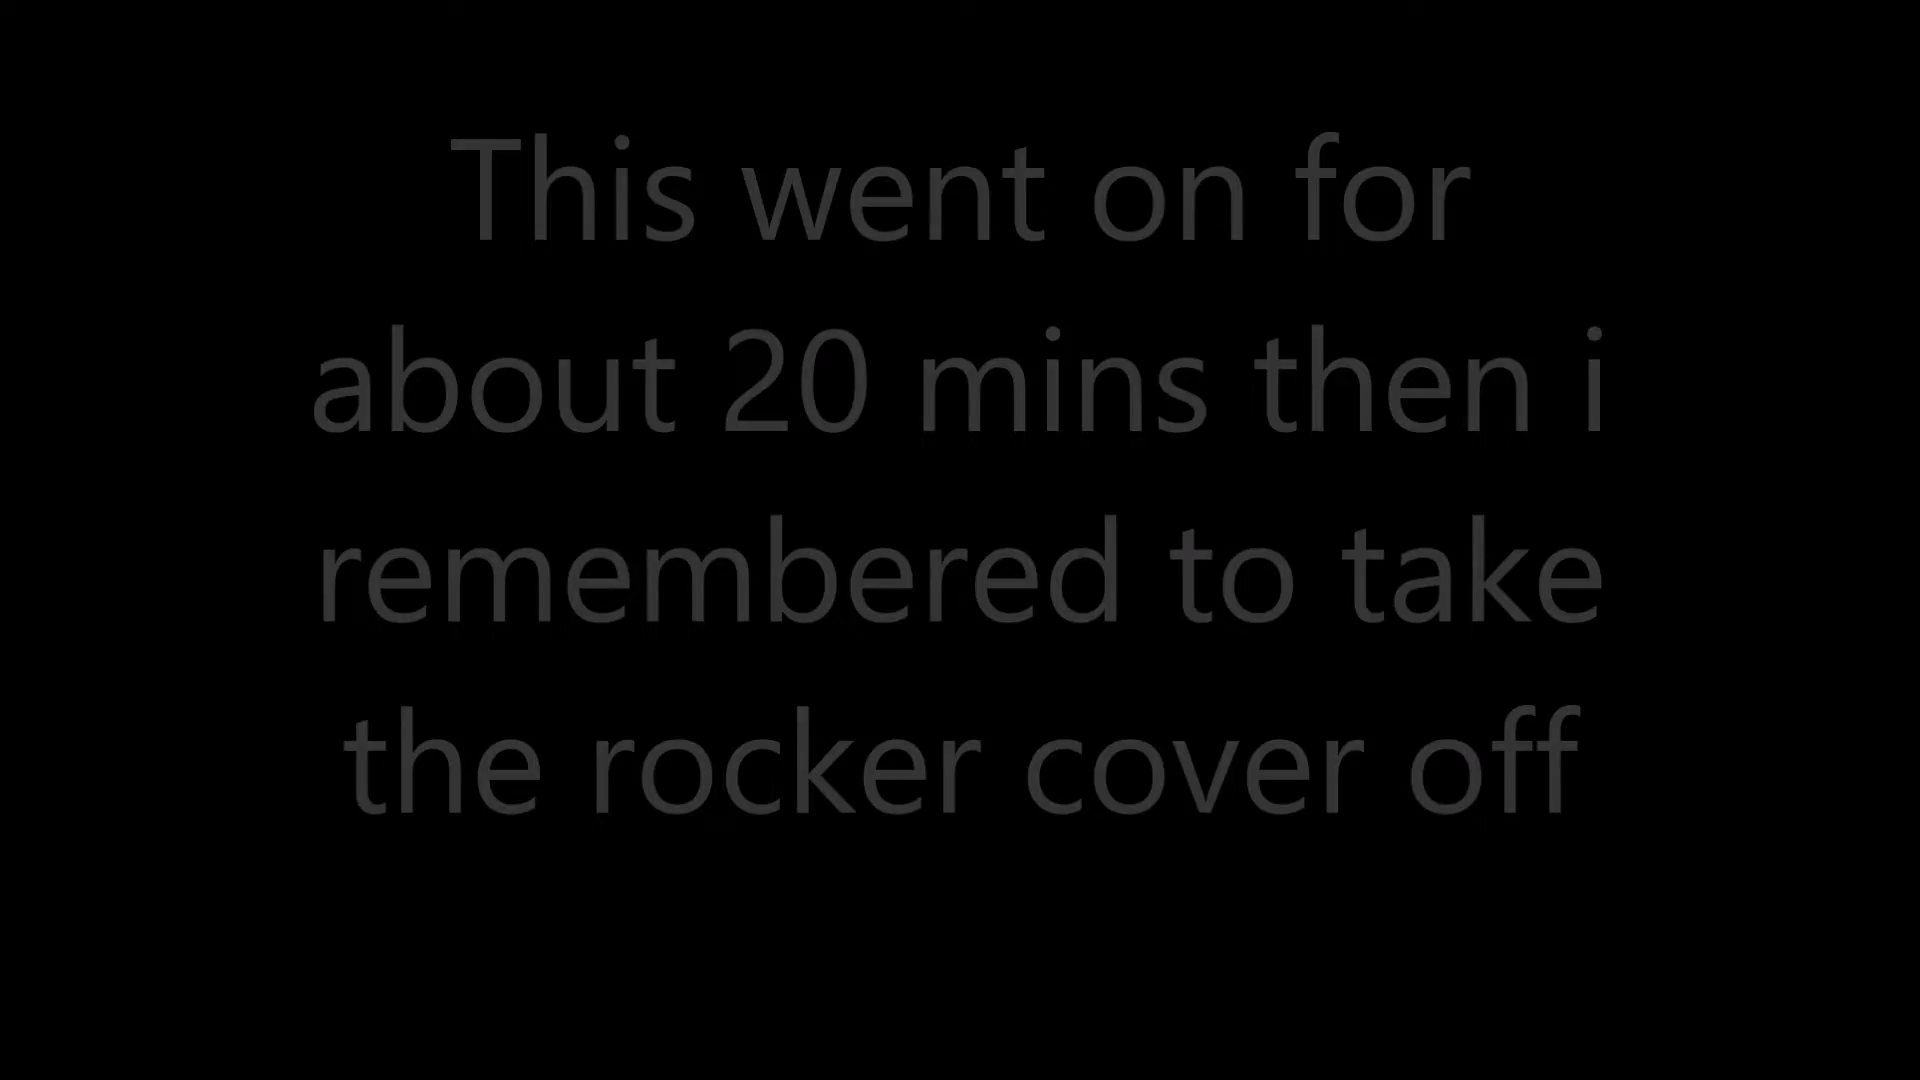 This went on for
about 20 mins then i
remembered to take
the rocker cover off